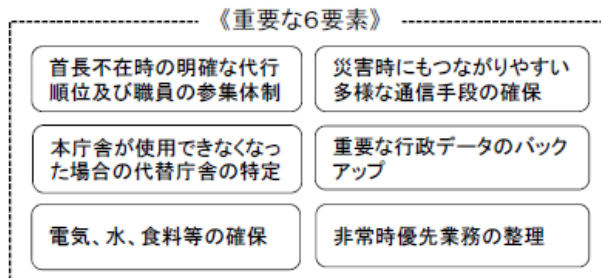 《重要な6要素》
首長不在時の明確な代行
順位及び職員の参集体制
災害時にもつながりやすい
多様な通信手段の確保
本庁舎が使用できなくなっ
た場合の代替庁舎の特定
重要な行政データのバック
アップ
電気、水、食料等の確保
非常時優先業務の整理